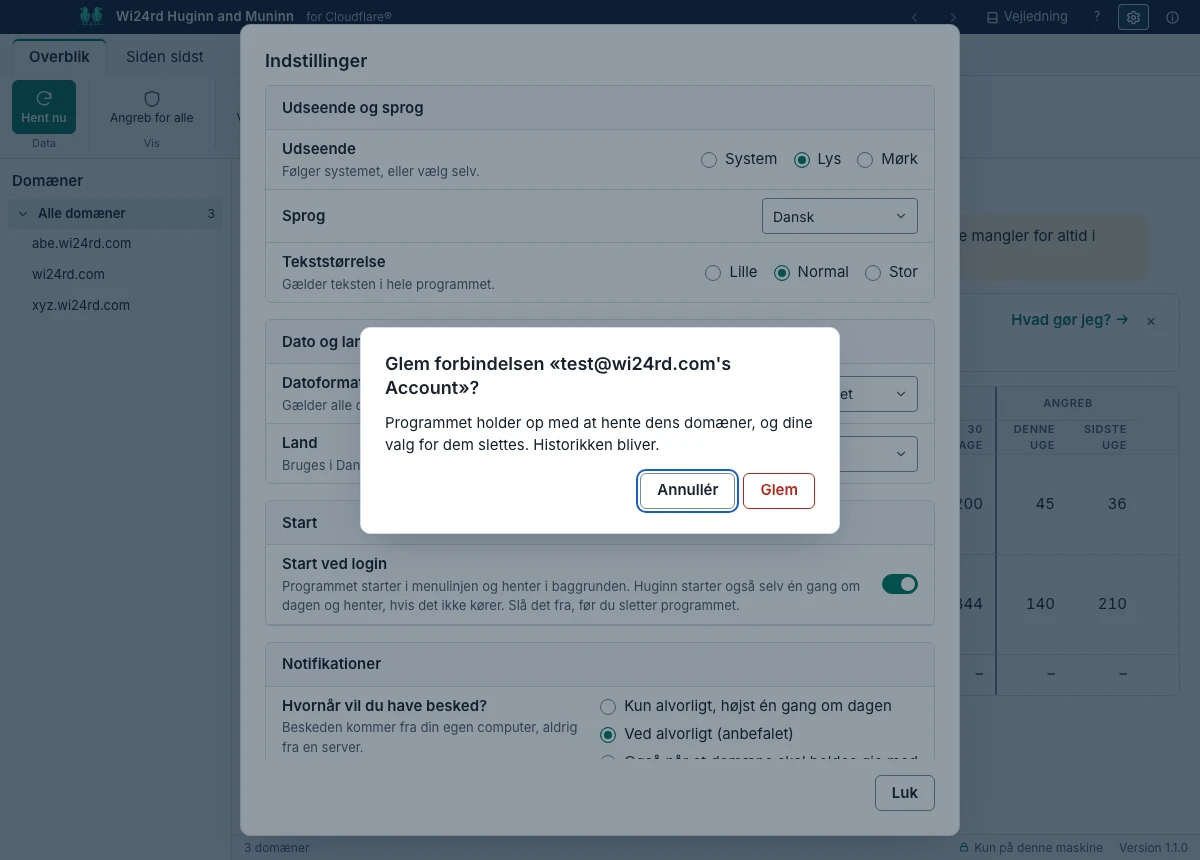 Wi24rd Huginn and Muninn for Cloudflare®
Vejledning
?
Overblik
Siden sidst
Hent nu
Data
Angreb for alle
Vis
Domæner
Alle domæner 3
abe.wi24rd.com
wi24rd.com
xyz.wi24rd.com
Indstillinger
Udseende og sprog
Udseende
Følger systemet, eller vælg selv.
System Lys Mørk
Sprog
Dansk
Tekststørrelse
Gælder teksten i hele programmet.
Lille Normal Stor
Dato og
Gælder alle
Land
Bruges i
Glem forbindelsen «test@wi24rd.com's
Account»?
Programmet holder op med at hente dens domæner, og dine
valg for dem slettes. Historikken bliver.
Annullér
Glem
Start
Start ved login
Programmet starter i menulinjen og henter i baggrunden. Huginn starter også selv én gang om
dagen og henter, hvis det ikke kører. Slå det fra, før du sletter programmet.
Notifikationer
Hvornår vil du have besked?
Beskeden kommer fra din egen computer, aldrig
fra en server.
Kun alvorligt, højst én gang om dagen
Ved alvorligt (anbefalet)
Luk
mangler for altid i
Hvad gør jeg? →
×
ANGREB
30
DENNE
UGE
SIDSTE
UGE
45 36
140 210
– – –
3 domæner
Kun på denne maskine
Version 1.1.0